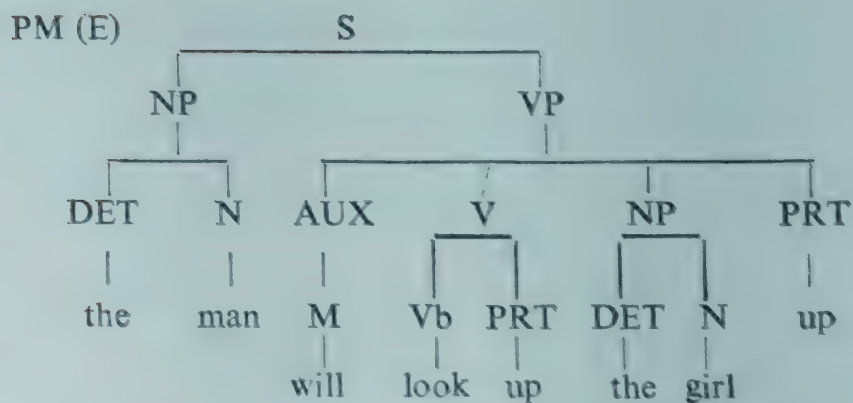 PM (E) S
NP VP
DET N AUX V NP PRT
the man M Vb PRT DET N up
will look up the girl